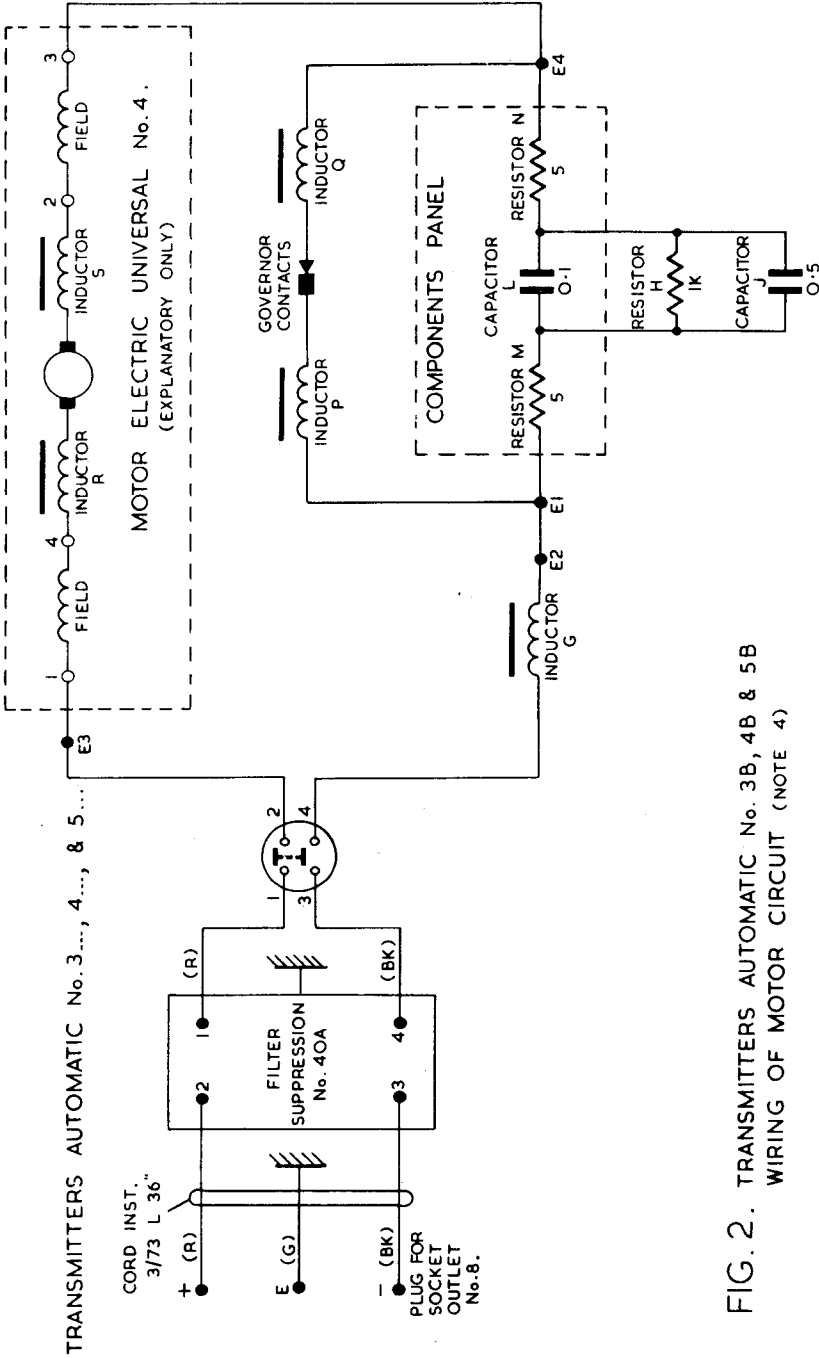 TRANSMITTERS AUTOMATIC No. 3..., 4..., & 5...
CORD INST.
3/73 L 36"
+
(R)
E
(G)
−
(BK)
PLUG FOR
SOCKET
OUTLET
No.8.
2
1
3
4
FILTER
SUPPRESSION
No. 40A
(R)
(BK)
1
2
3
4
E3
1
FIELD
4
INDUCTOR
R
INDUCTOR
S
2
FIELD
3
MOTOR ELECTRIC UNIVERSAL No. 4.
(EXPLANATORY ONLY)
INDUCTOR
P
GOVERNOR
CONTACTS
INDUCTOR
Q
INDUCTOR
G
E2
E1
E4
COMPONENTS PANEL
RESISTOR M
5
CAPACITOR
L
0·1
RESISTOR N
5
RESISTOR
H
1K
CAPACITOR
J
0·5
FIG. 2. TRANSMITTERS AUTOMATIC No. 3B, 4B & 5B
WIRING OF MOTOR CIRCUIT (NOTE 4)